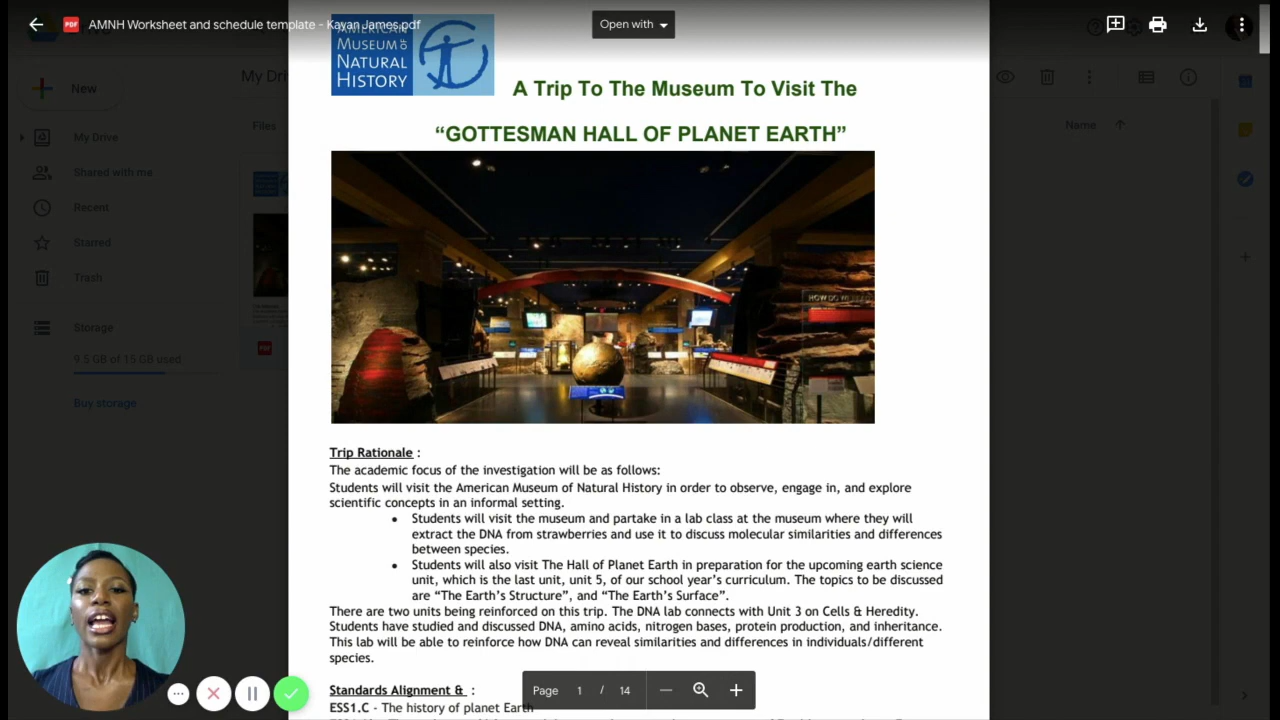 AMNH Worksheet and schedule template - Kayan James.pdf
Open with
PDF
New
My Drive
Shared with me
Recent
Starred
Trash
Storage
9.5 GB of 15 GB used
Buy storage
My Dri
Files
Name
PDF
AMERICAN
MUSEUM OF
NATURAL
HISTORY
A Trip To The Museum To Visit The
“GOTTESMAN HALL OF PLANET EARTH”
HOW DO WE
Trip Rationale :
The academic focus of the investigation will be as follows:
Students will visit the American Museum of Natural History in order to observe, engage in, and explore
scientific concepts in an informal setting.
● Students will visit the museum and partake in a lab class at the museum where they will
extract the DNA from strawberries and use it to discuss molecular similarities and differences
between species.
● Students will also visit The Hall of Planet Earth in preparation for the upcoming earth science
unit, which is the last unit, unit 5, of our school year’s curriculum. The topics to be discussed
are “The Earth’s Structure”, and “The Earth’s Surface”.
There are two units being reinforced on this trip. The DNA lab connects with Unit 3 on Cells & Heredity.
Students have studied and discussed DNA, amino acids, nitrogen bases, protein production, and inheritance.
This lab will be able to reinforce how DNA can reveal similarities and differences in individuals/different
species.
Standards Alignment & :
ESS1.C - The history of planet Earth
Page 1 / 14